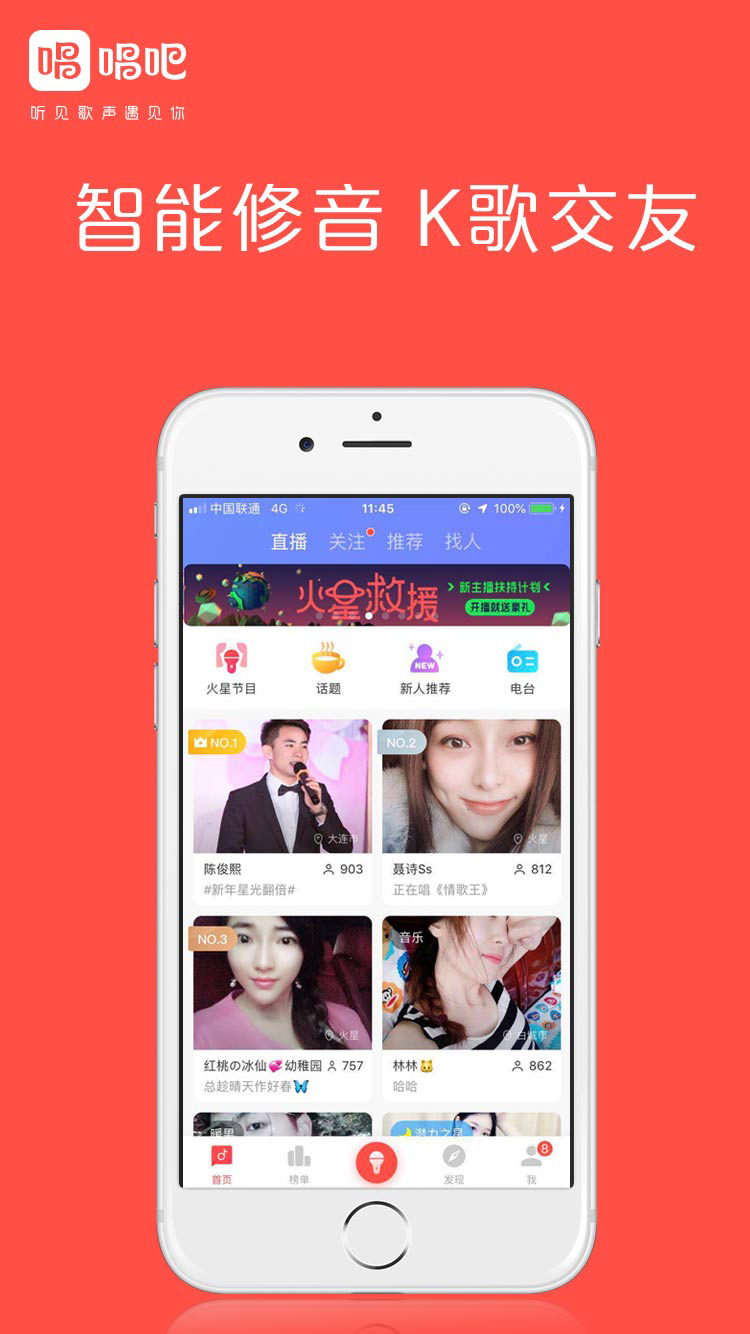 唱 唱吧
听见歌声遇见你
智能修音 K歌交友
中国联通 4G 11:45 100%
直播 关注 推荐 找人
火星救援
新主播扶持计划
开播就送豪礼
NEW
火星节目 话题 新人推荐 电台
NO.1
大连市
陈俊熙 903
#新年星光翻倍#
NO.2
火星
聂诗Ss 812
正在唱《情歌王》
NO.3
火星
红桃の冰仙💞幼稚园 757
总趁晴天作好春🦋
音乐
白城市
林林🐱 862
哈哈
暖男
🌙潜力之星
8
首页 榜单 发现 我